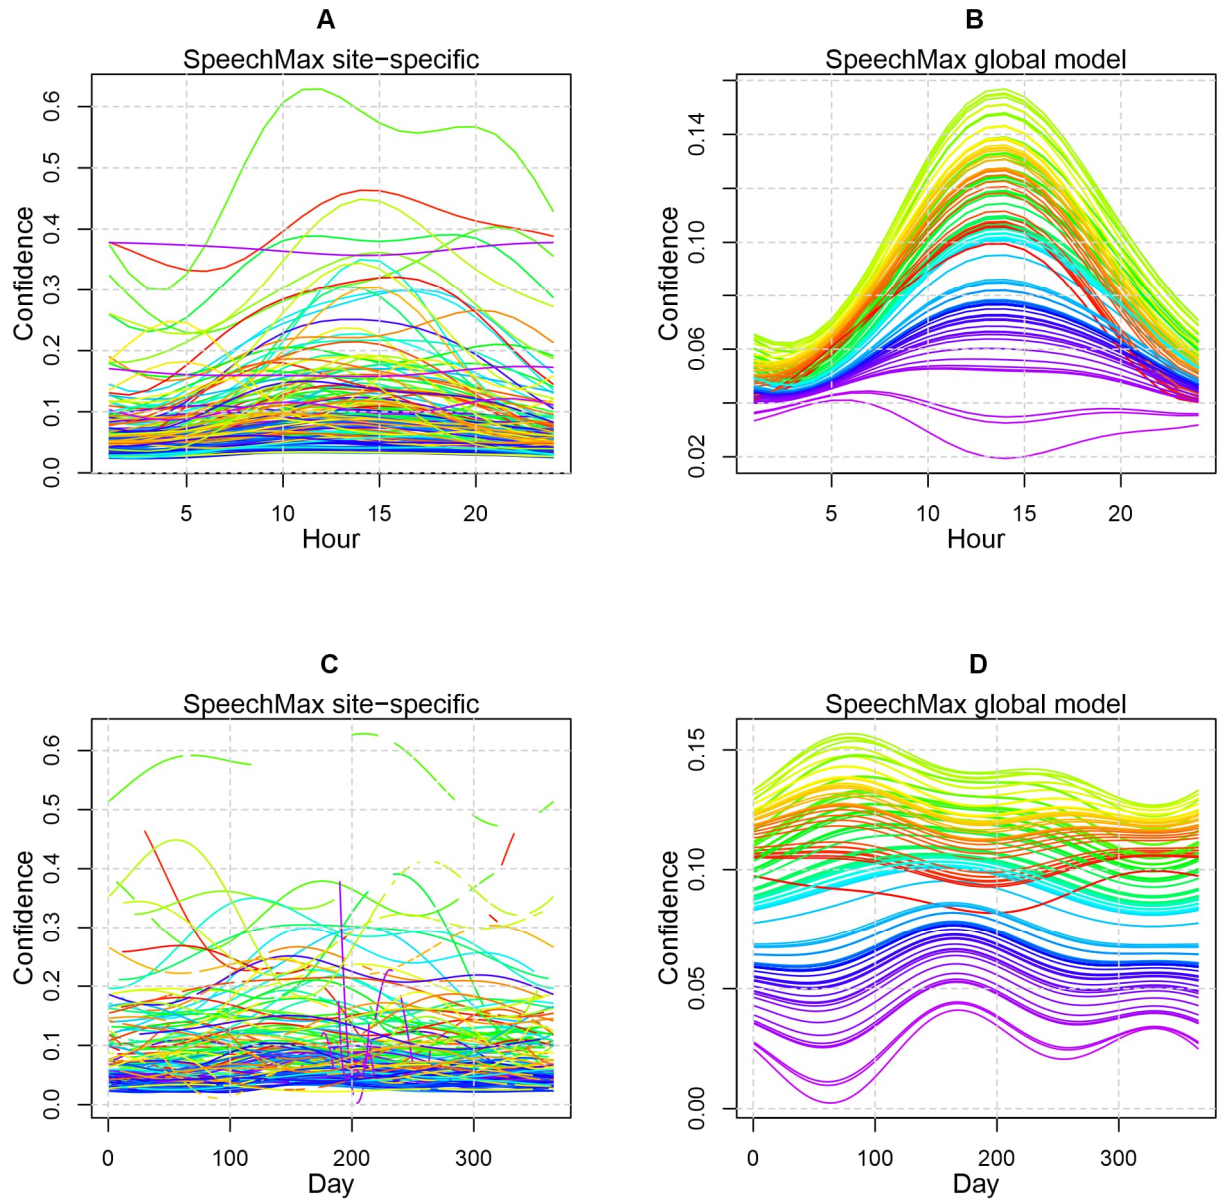 A
SpeechMax site−specific
Confidence
0.0 0.1 0.2 0.3 0.4 0.5 0.6
5 10 15 20
Hour
B
SpeechMax global model
Confidence
0.02 0.06 0.10 0.14
5 10 15 20
Hour
C
SpeechMax site−specific
Confidence
0.0 0.1 0.2 0.3 0.4 0.5 0.6
0 100 200 300
Day
D
SpeechMax global model
Confidence
0.00 0.05 0.10 0.15
0 100 200 300
Day